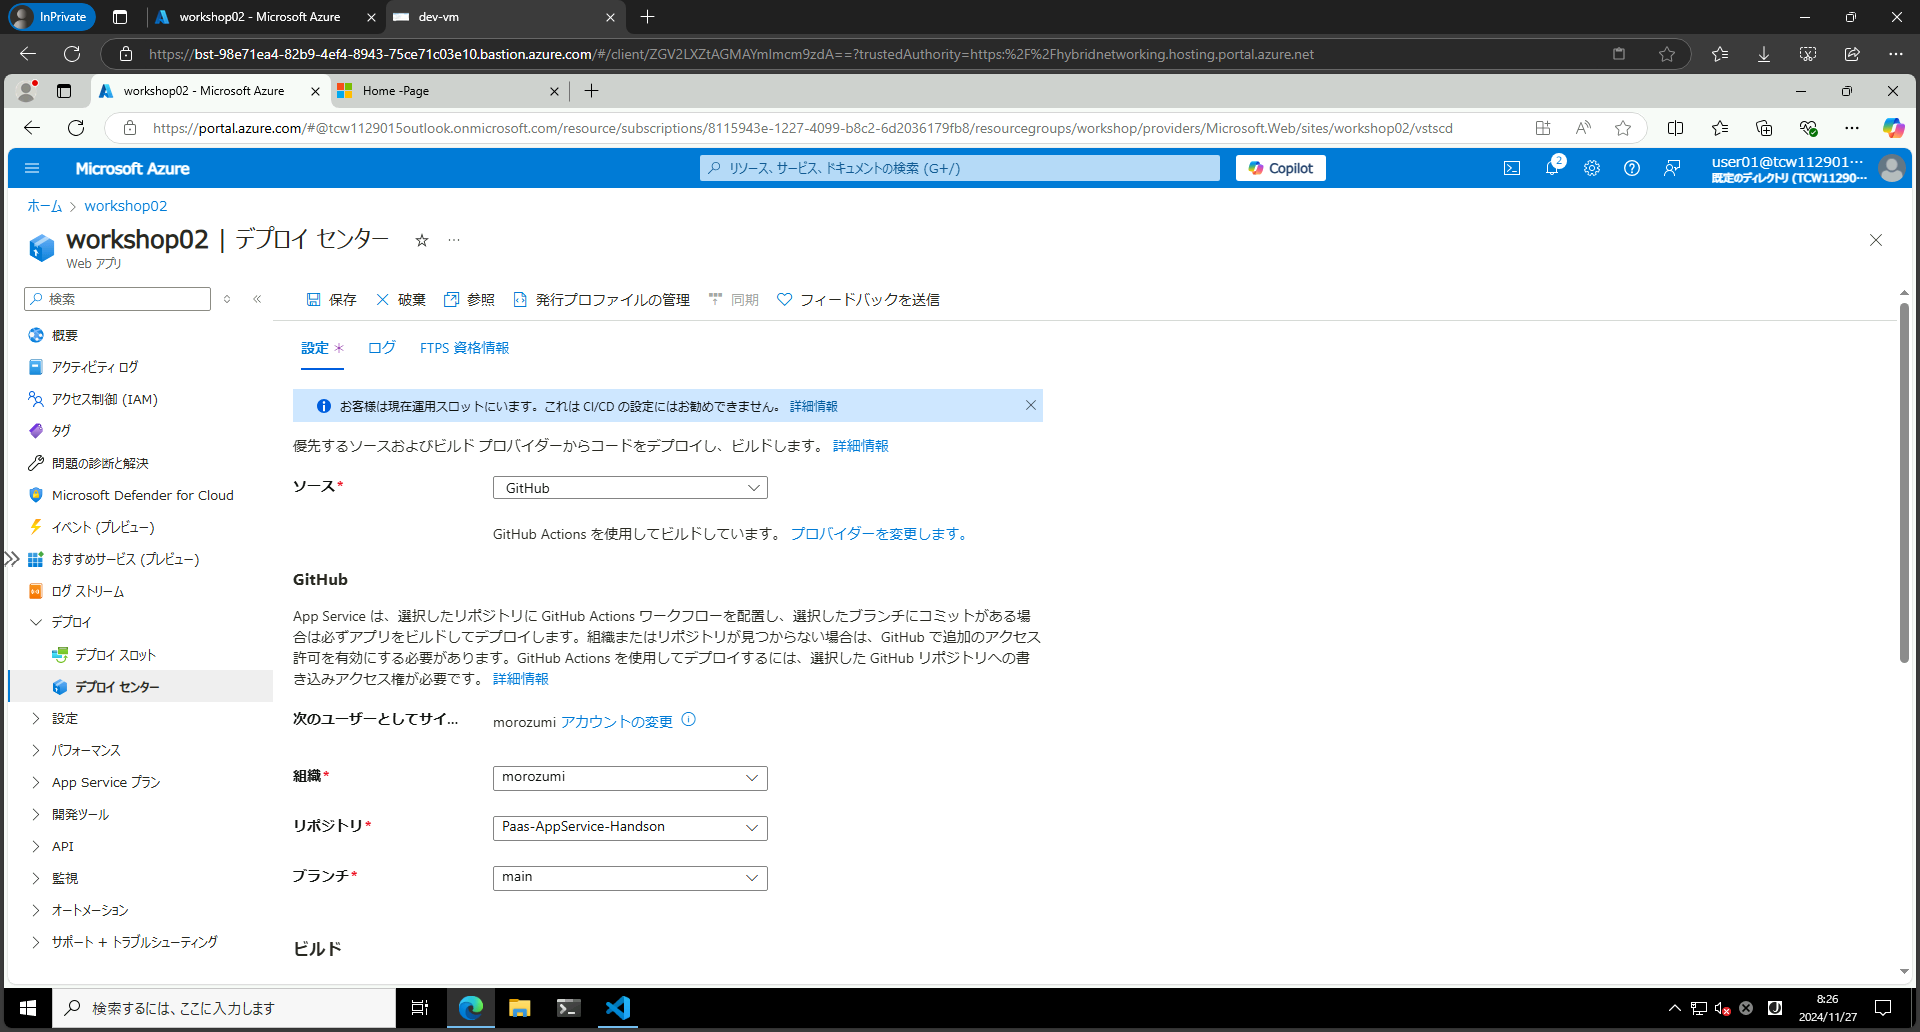 InPrivate
workshop02 - Microsoft Azure
dev-vm
https://bst-98e71ea4-82b9-4ef4-8943-75ce71c03e10.bastion.azure.com/#/client/ZGV2LXZtAGMAYmlmcm9zdA==?trustedAuthority=https:%2F%2Fhybridnetworking.hosting.portal.azure.net
workshop02 - Microsoft Azure
Home -Page
https://portal.azure.com/#@tcw1129015outlook.onmicrosoft.com/resource/subscriptions/8115943e-1227-4099-b8c2-6d2036179fb8/resourcegroups/workshop/providers/Microsoft.Web/sites/workshop02/vstscd
Microsoft Azure
リソース、サービス、ドキュメントの検索 (G+/)
Copilot
2
user01@tcw112901…
既定のディレクトリ (TCW11290…
ホーム > workshop02
workshop02 | デプロイ センター
Web アプリ
検索
保存
破棄
参照
発行プロファイルの管理
同期
フィードバックを送信
概要
アクティビティ ログ
アクセス制御 (IAM)
タグ
問題の診断と解決
Microsoft Defender for Cloud
イベント (プレビュー)
おすすめサービス (プレビュー)
ログ ストリーム
デプロイ
デプロイ スロット
デプロイ センター
設定
パフォーマンス
App Service プラン
開発ツール
API
監視
オートメーション
サポート + トラブルシューティング
設定 *
ログ
FTPS 資格情報
お客様は現在運用スロットにいます。これは CI/CD の設定にはお勧めできません。 詳細情報
優先するソースおよびビルド プロバイダーからコードをデプロイし、ビルドします。 詳細情報
ソース*
GitHub
GitHub Actions を使用してビルドしています。 プロバイダーを変更します。
GitHub
App Service は、選択したリポジトリに GitHub Actions ワークフローを配置し、選択したブランチにコミットがある場
合は必ずアプリをビルドしてデプロイします。組織またはリポジトリが見つからない場合は、GitHub で追加のアクセス
許可を有効にする必要があります。GitHub Actions を使用してデプロイするには、選択した GitHub リポジトリへの書
き込みアクセス権が必要です。 詳細情報
次のユーザーとしてサイ...
morozumi アカウントの変更
組織*
morozumi
リポジトリ*
Paas-AppService-Handson
ブランチ*
main
ビルド
検索するには、ここに入力します
8:26
2024/11/27